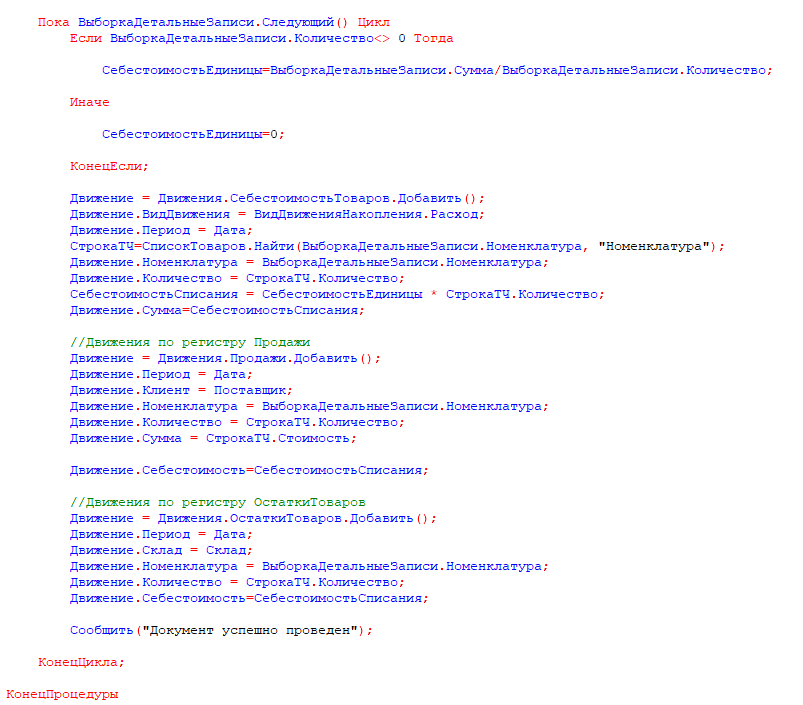 Пока ВыборкаДетальныеЗаписи.Следующий() Цикл
Если ВыборкаДетальныеЗаписи.Количество<> 0 Тогда
СебестоимостьЕдиницы=ВыборкаДетальныеЗаписи.Сумма/ВыборкаДетальныеЗаписи.Количество;
Иначе
СебестоимостьЕдиницы=0;
КонецЕсли;
Движение = Движения.СебестоимостьТоваров.Добавить();
Движение.ВидДвижения = ВидДвиженияНакопления.Расход;
Движение.Период = Дата;
СтрокаТЧ=СписокТоваров.Найти(ВыборкаДетальныеЗаписи.Номенклатура, "Номенклатура");
Движение.Номенклатура = ВыборкаДетальныеЗаписи.Номенклатура;
Движение.Количество = СтрокаТЧ.Количество;
СебестоимостьСписания = СебестоимостьЕдиницы * СтрокаТЧ.Количество;
Движение.Сумма=СебестоимостьСписания;
//Движения по регистру Продажи
Движение = Движения.Продажи.Добавить();
Движение.Период = Дата;
Движение.Клиент = Поставщик;
Движение.Номенклатура = ВыборкаДетальныеЗаписи.Номенклатура;
Движение.Количество = СтрокаТЧ.Количество;
Движение.Сумма = СтрокаТЧ.Стоимость;
Движение.Себестоимость=СебестоимостьСписания;
//Движения по регистру ОстаткиТоваров
Движение = Движения.ОстаткиТоваров.Добавить();
Движение.Период = Дата;
Движение.Склад = Склад;
Движение.Номенклатура = ВыборкаДетальныеЗаписи.Номенклатура;
Движение.Количество = СтрокаТЧ.Количество;
Движение.Себестоимость=СебестоимостьСписания;
Сообщить("Документ успешно проведен");
КонецЦикла;
КонецПроцедуры